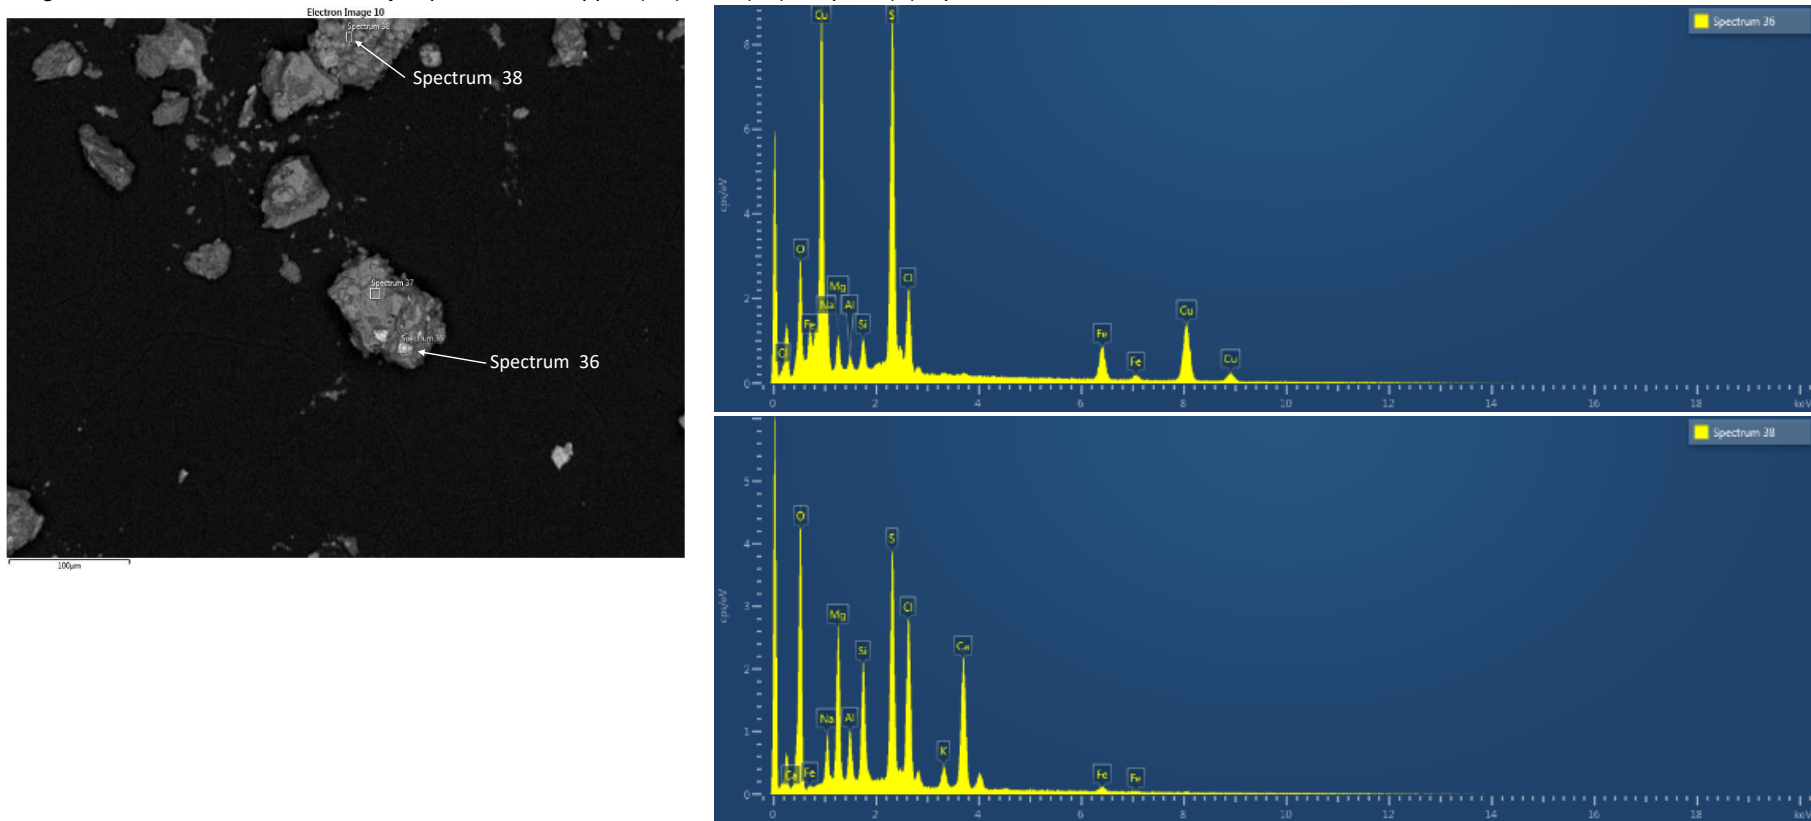 Electron Image 10
Spectrum 38
Spectrum 38
Spectrum 37
Spectrum 36
Spectrum 36
100µm
Spectrum 36
cps/eV
8
6
4
2
0
Cu
S
O
Cl
Mg
Na
Al
Fe
Si
Cl
Fe
Fe
Cu
Cu
0 2 4 6 8 10 12 14 16 18 keV
Spectrum 38
cps/eV
5
4
3
2
1
0
O
S
Mg
Cl
Si
Ca
Na
Al
K
Ca
Fe
Fe
Fe
0 2 4 6 8 10 12 14 16 18 keV